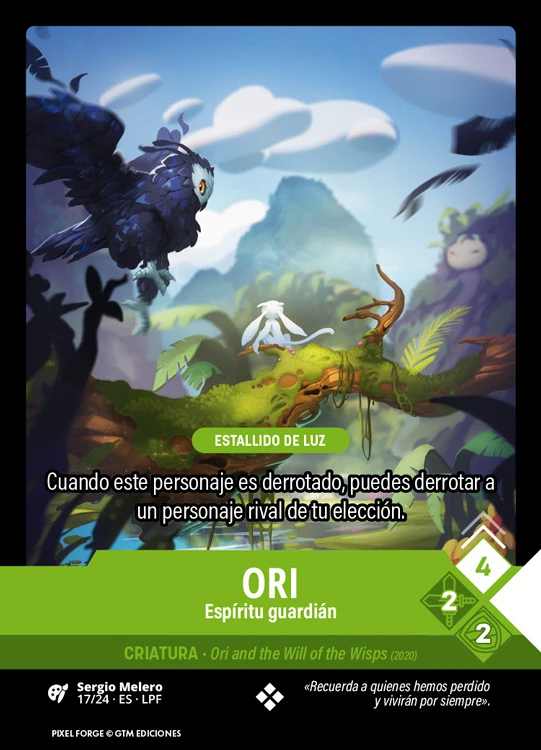 ESTALLIDO DE LUZ
Cuando este personaje es derrotado, puedes derrotar a
un personaje rival de tu elección.
4
ORI
Espíritu guardián
2
2
CRIATURA · Ori and the Will of the Wisps (2020)
Sergio Melero
17/24 · ES · LPF
«Recuerda a quienes hemos perdido
y vivirán por siempre».
PIXEL FORGE © GTM EDICIONES